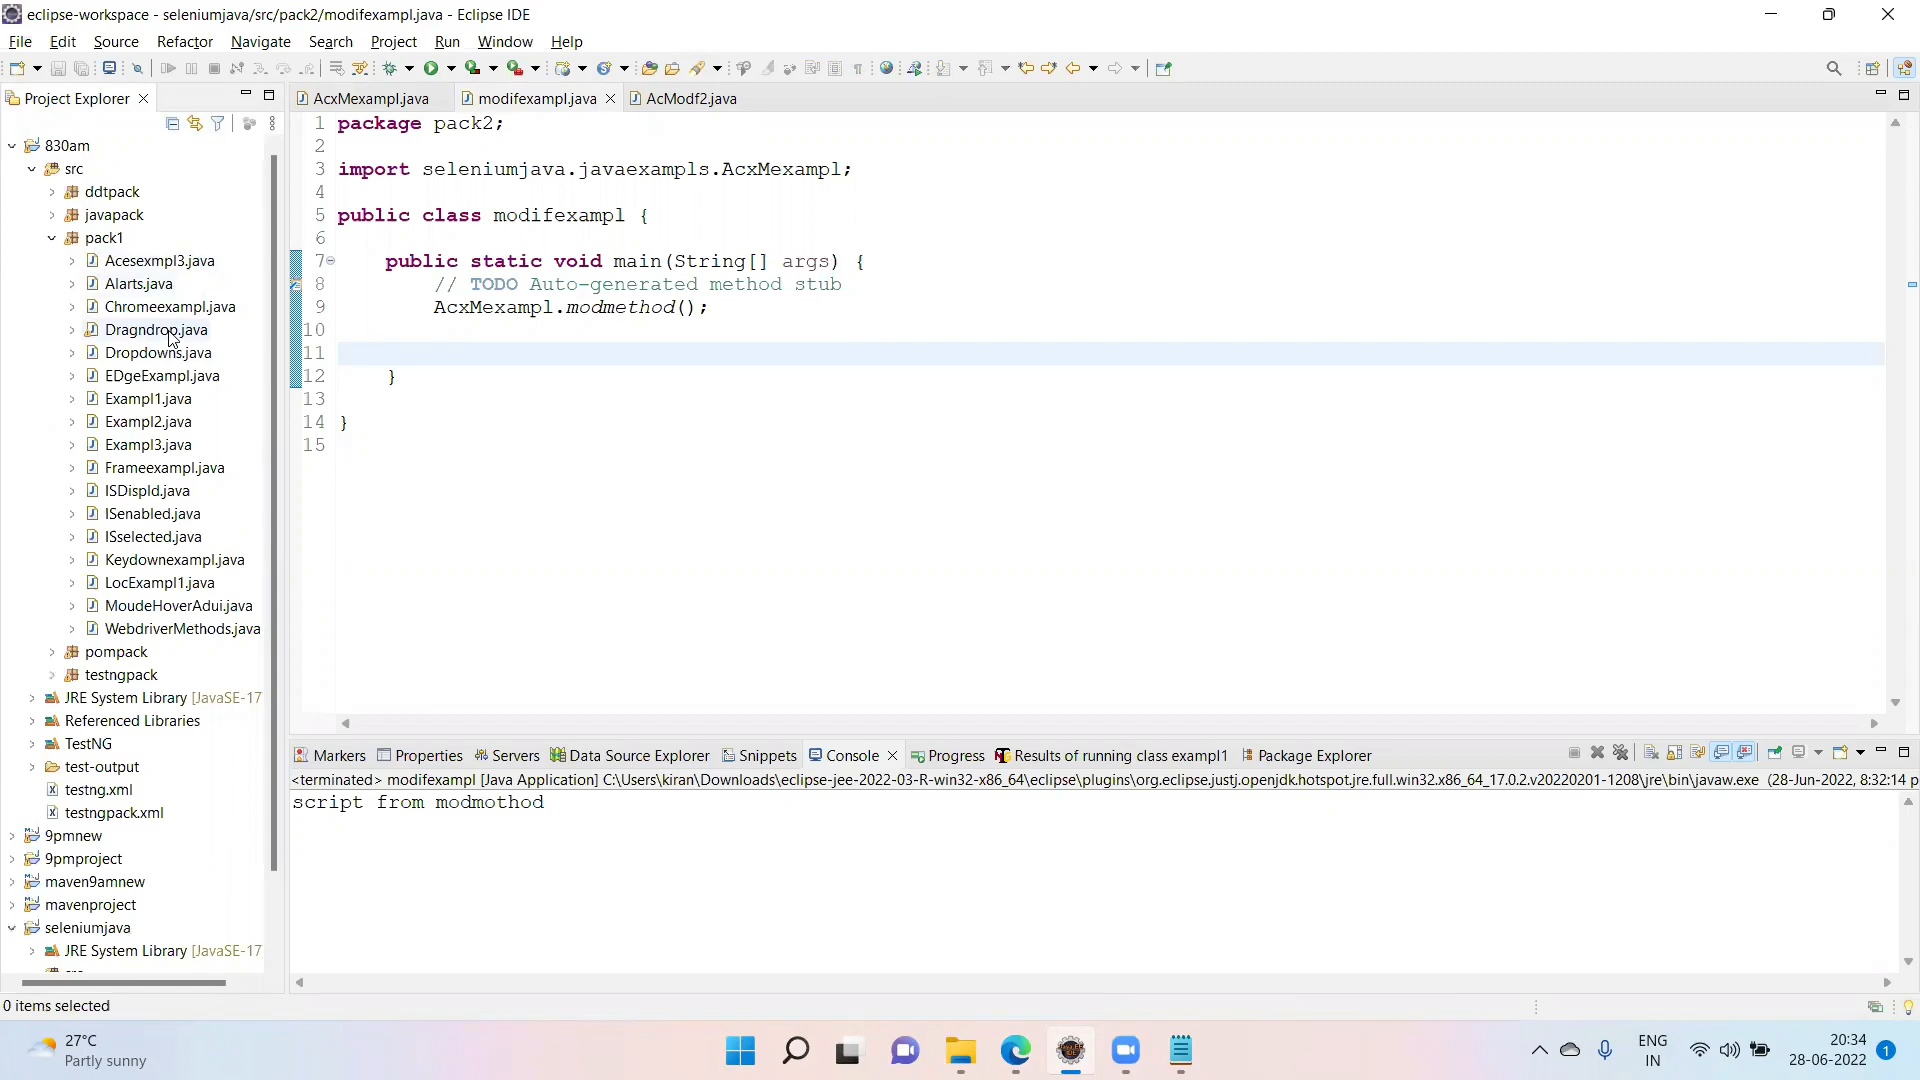 eclipse-workspace - seleniumjava/src/pack2/modifexampl.java - Eclipse IDE
File Edit Source Refactor Navigate Search Project Run Window Help
Project Explorer
AcxMexampl.java
modifexampl.java
AcModf2.java
830am
src
ddtpack
javapack
pack1
Acesexmpl3.java
Alarts.java
Chromeexampl.java
Dragndrop.java
Dropdowns.java
EDgeExampl.java
Exampl1.java
Exampl2.java
Exampl3.java
Frameexampl.java
ISDispld.java
ISenabled.java
ISselected.java
Keydownexampl.java
LocExampl1.java
MoudeHoverAdui.java
WebdriverMethods.java
pompack
testngpack
JRE System Library [JavaSE-17
Referenced Libraries
TestNG
test-output
testng.xml
testngpack.xml
9pmnew
9pmproject
maven9amnew
mavenproject
seleniumjava
JRE System Library [JavaSE-17
1 package pack2;
2
3 import seleniumjava.javaexampls.AcxMexampl;
4
5 public class modifexampl {
6
7 public static void main(String[] args) {
8 // TODO Auto-generated method stub
9 AcxMexampl.modmethod();
10
11
12 }
13
14 }
15
Markers Properties Servers Data Source Explorer Snippets Console Progress Results of running class exampl1 Package Explorer
<terminated> modifexampl [Java Application] C:\Users\kiran\Downloads\eclipse-jee-2022-03-R-win32-x86_64\eclipse\plugins\org.eclipse.justj.openjdk.hotspot.jre.full.win32.x86_64_17.0.2.v20220201-1208\jre\bin\javaw.exe (28-Jun-2022, 8:32:14 p
script from modmothod
0 items selected
27°C
Partly sunny
ENG
IN
20:34
28-06-2022
1